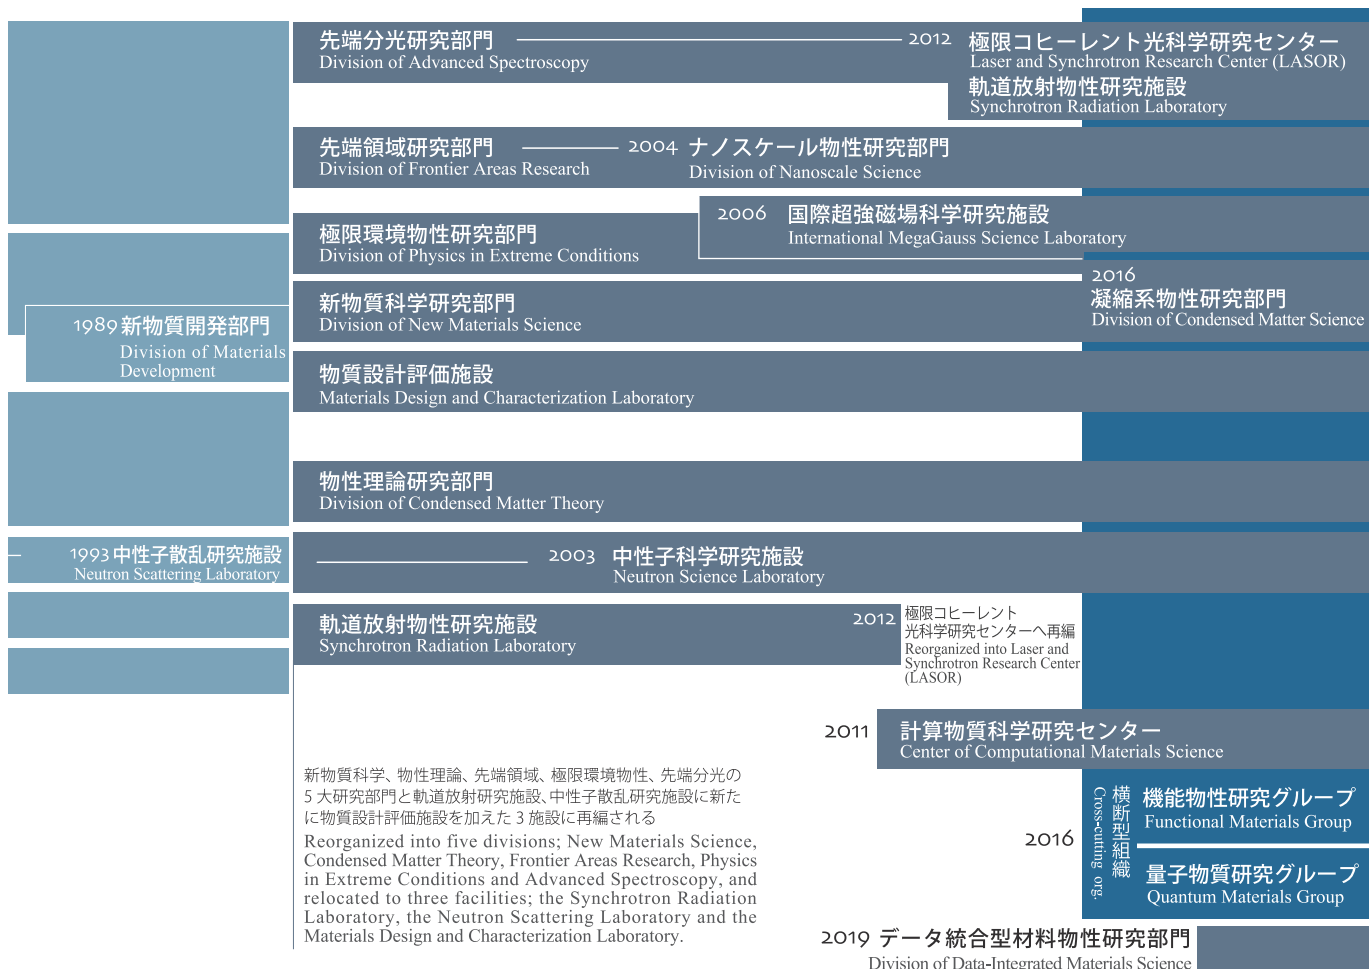 先端分光研究部門
Division of Advanced Spectroscopy
2012 極限コヒーレント光科学研究センター
Laser and Synchrotron Research Center (LASOR)
軌道放射物性研究施設
Synchrotron Radiation Laboratory
先端領域研究部門
Division of Frontier Areas Research
2004 ナノスケール物性研究部門
Division of Nanoscale Science
2006 国際超強磁場科学研究施設
International MegaGauss Science Laboratory
極限環境物性研究部門
Division of Physics in Extreme Conditions
2016
凝縮系物性研究部門
Division of Condensed Matter Science
新物質科学研究部門
Division of New Materials Science
1989 新物質開発部門
Division of Materials
Development
物質設計評価施設
Materials Design and Characterization Laboratory
物性理論研究部門
Division of Condensed Matter Theory
1993 中性子散乱研究施設
Neutron Scattering Laboratory
2003 中性子科学研究施設
Neutron Science Laboratory
軌道放射物性研究施設
Synchrotron Radiation Laboratory
2012 極限コヒーレント
光科学研究センターへ再編
Reorganized into Laser and
Synchrotron Research Center
(LASOR)
2011 計算物質科学研究センター
Center of Computational Materials Science
新物質科学、物性理論、先端領域、極限環境物性、先端分光の
5 大研究部門と軌道放射研究施設、中性子散乱研究施設に新た
に物質設計評価施設を加えた 3 施設に再編される
Reorganized into five divisions; New Materials Science,
Condensed Matter Theory, Frontier Areas Research, Physics
in Extreme Conditions and Advanced Spectroscopy, and
relocated to three facilities; the Synchrotron Radiation
Laboratory, the Neutron Scattering Laboratory and the
Materials Design and Characterization Laboratory.
2016
横断型組織
Cross-cutting org.
機能物性研究グループ
Functional Materials Group
量子物質研究グループ
Quantum Materials Group
2019 データ統合型材料物性研究部門
Division of Data-Integrated Materials Science